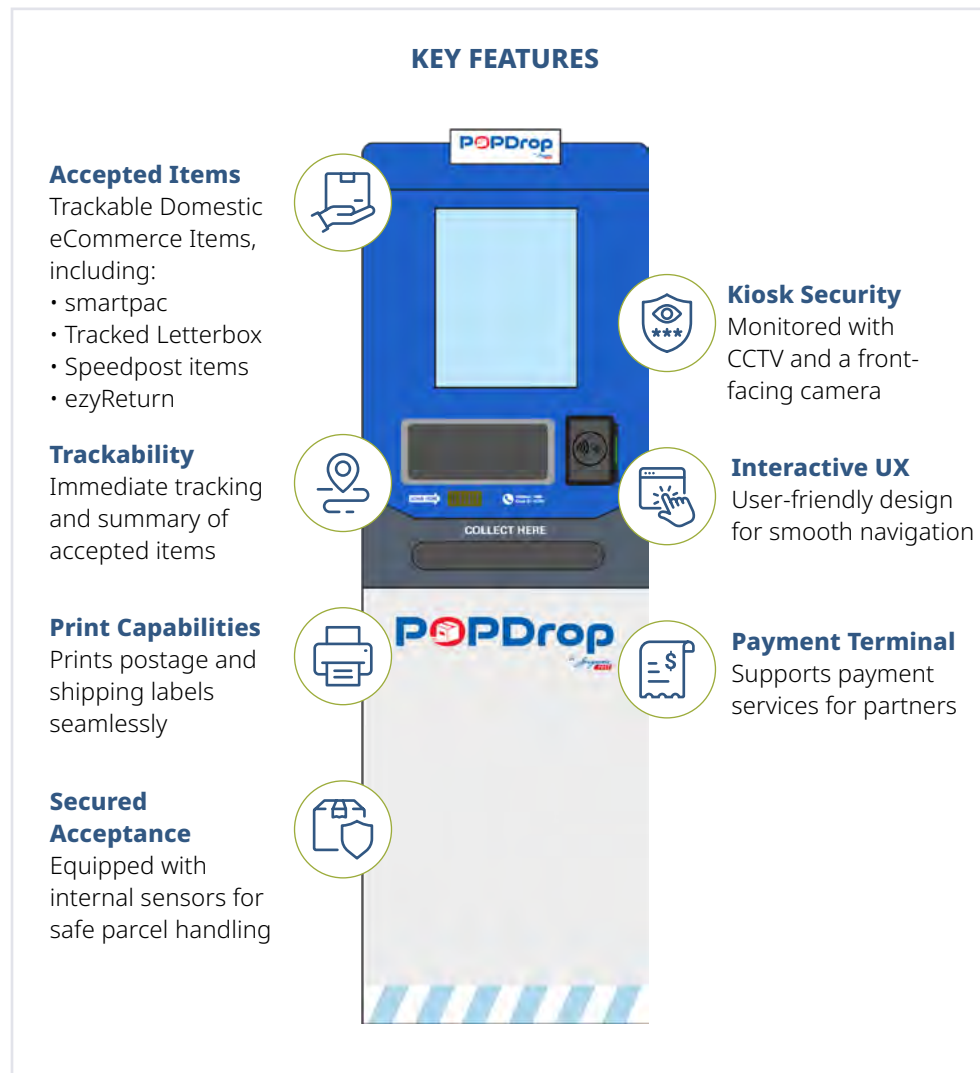 KEY FEATURES
POPDrop
Accepted Items
Trackable Domestic
eCommerce Items,
including:
• smartpac
• Tracked Letterbox
• Speedpost items
• ezyReturn
Trackability
Immediate tracking
and summary of
accepted items
Print Capabilities
Prints postage and
shipping labels
seamlessly
Secured
Acceptance
Equipped with
internal sensors for
safe parcel handling
COLLECT HERE
POPDrop
***
Kiosk Security
Monitored with
CCTV and a front-
facing camera
Interactive UX
User-friendly design
for smooth navigation
$
Payment Terminal
Supports payment
services for partners